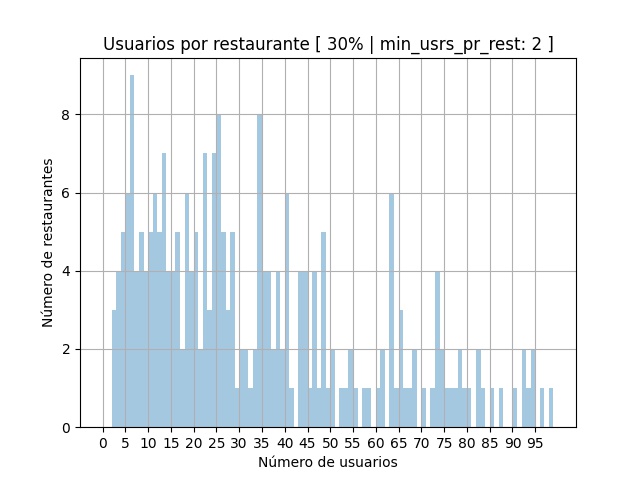 Usuarios por restaurante [ 30% | min_usrs_pr_rest: 2 ]
8
6
4
2
0
Número de restaurantes
0 5 10 15 20 25 30 35 40 45 50 55 60 65 70 75 80 85 90 95
Número de usuarios